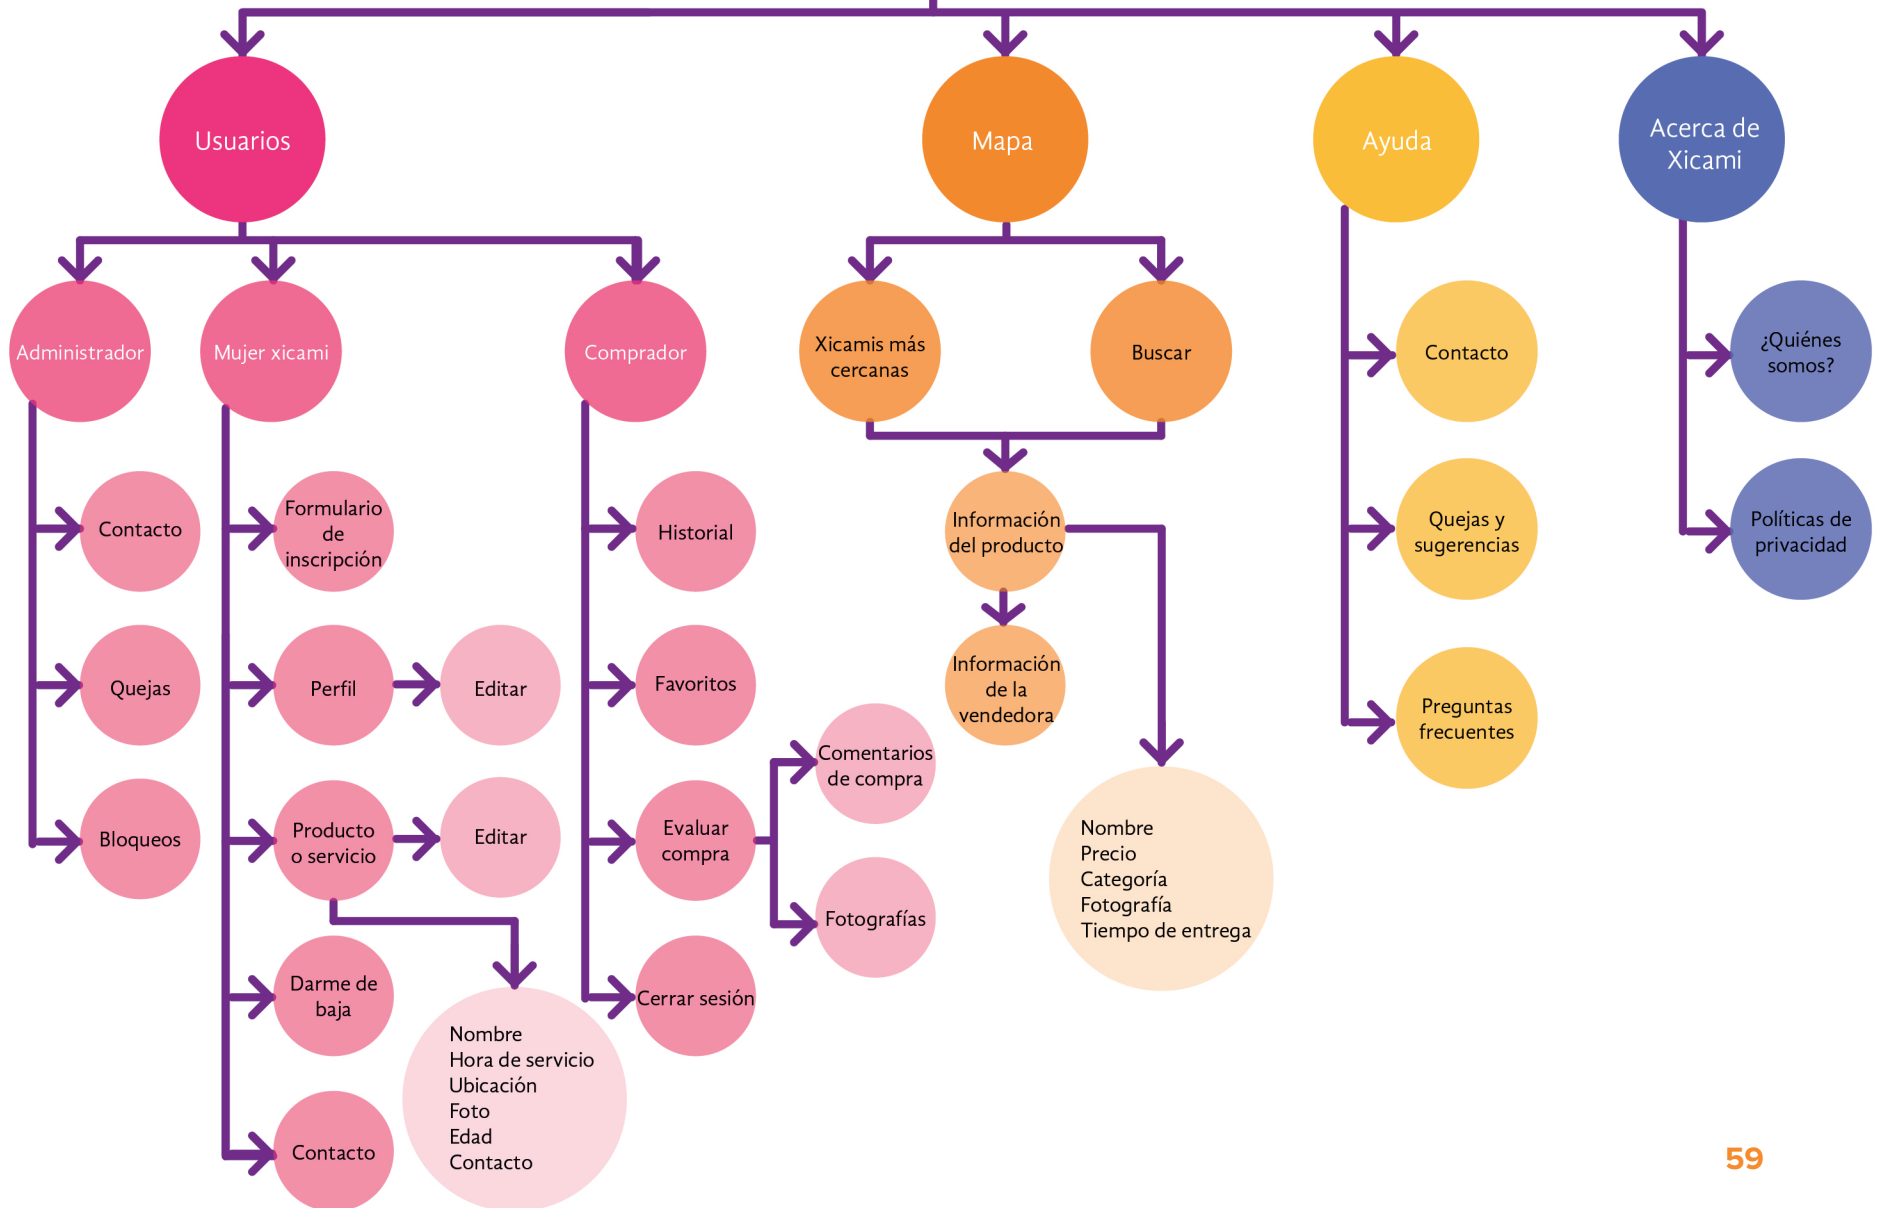 Usuarios
Mapa
Ayuda
Acerca de
Xicami
Administrador
Mujer xicami
Comprador
Xicamis más
cercanas
Buscar
Contacto
¿Quiénes
somos?
Contacto
Formulario
de
inscripción
Historial
Información
del producto
Quejas y
sugerencias
Políticas de
privacidad
Quejas
Perfil
Editar
Favoritos
Información
de la
vendedora
Preguntas
frecuentes
Comentarios
de compra
Bloqueos
Producto
o servicio
Editar
Evaluar
compra
Fotografías
Nombre
Precio
Categoría
Fotografía
Tiempo de entrega
Darme de
baja
Cerrar sesión
Nombre
Hora de servicio
Ubicación
Foto
Edad
Contacto
Contacto
59